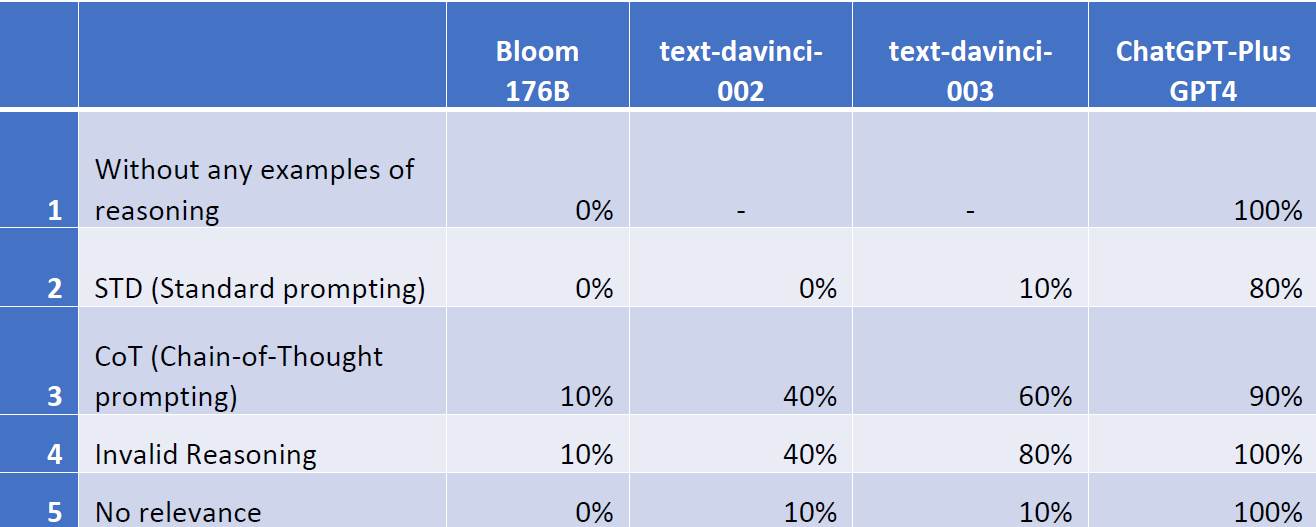 Bloom 176B text-davinci-002 text-davinci-003 ChatGPT-Plus GPT4
1 Without any examples of reasoning 0% - - 100%
2 STD (Standard prompting) 0% 0% 10% 80%
3 CoT (Chain-of-Thought prompting) 10% 40% 60% 90%
4 Invalid Reasoning 10% 40% 80% 100%
5 No relevance 0% 10% 10% 100%